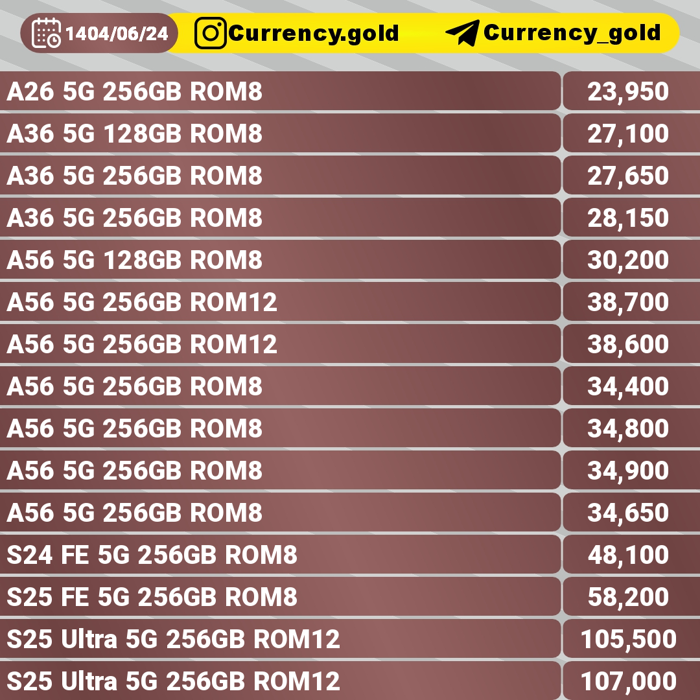 1404/06/24 Currency.gold Currency_gold
A26 5G 256GB ROM8 23,950
A36 5G 128GB ROM8 27,100
A36 5G 256GB ROM8 27,650
A36 5G 256GB ROM8 28,150
A56 5G 128GB ROM8 30,200
A56 5G 256GB ROM12 38,700
A56 5G 256GB ROM12 38,600
A56 5G 256GB ROM8 34,400
A56 5G 256GB ROM8 34,800
A56 5G 256GB ROM8 34,900
A56 5G 256GB ROM8 34,650
S24 FE 5G 256GB ROM8 48,100
S25 FE 5G 256GB ROM8 58,200
S25 Ultra 5G 256GB ROM12 105,500
S25 Ultra 5G 256GB ROM12 107,000